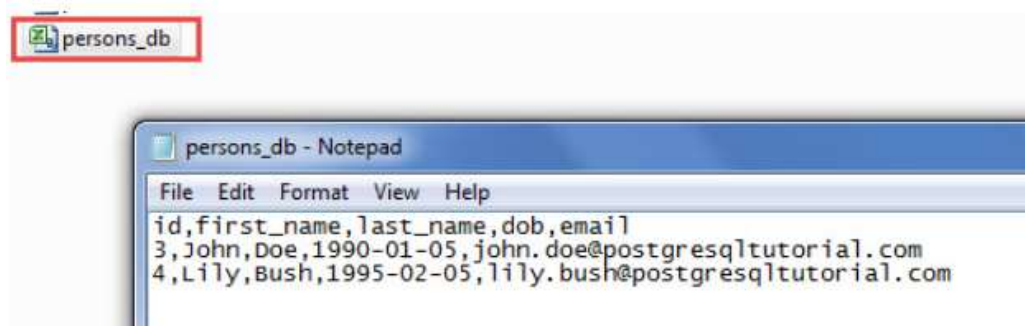 persons_db
persons_db - Notepad
File Edit Format View Help
id,first_name,last_name,dob,email
3,John,Doe,1990-01-05,john.doe@postgresqltutorial.com
4,Lily,Bush,1995-02-05,lily.bush@postgresqltutorial.com